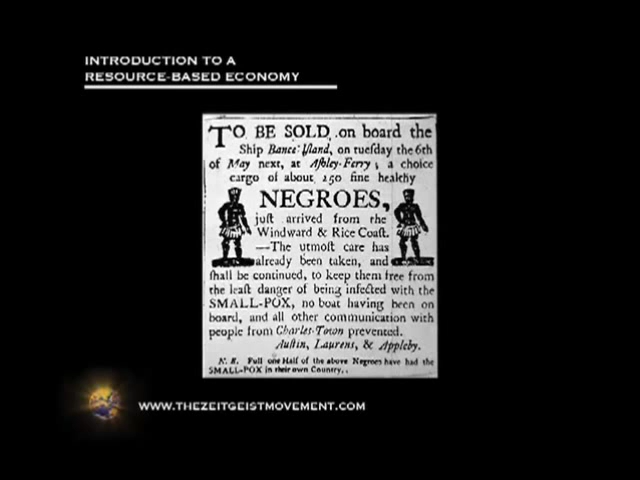 INTRODUCTION TO A
RESOURCE-BASED ECONOMY
TO BE SOLD on board the
Ship Bance-Iſland, on tueſday the 6th
of May next, at Aſhley-Ferry; a choice
cargo of about 250 fine healthy
NEGROES,
juſt arrived from the
Windward & Rice Coaſt.
—The utmoſt care has
already been taken, and
ſhall be continued, to keep them free from
the leaſt danger of being infected with the
SMALL-POX, no boat having been on
board, and all other communication with
people from Charles-Town prevented.
Auſtin, Laurens, & Appleby.
N. B. Full one Half of the above Negroes have had the
SMALL-POX in their own Country.
WWW.THEZEITGEISTMOVEMENT.COM